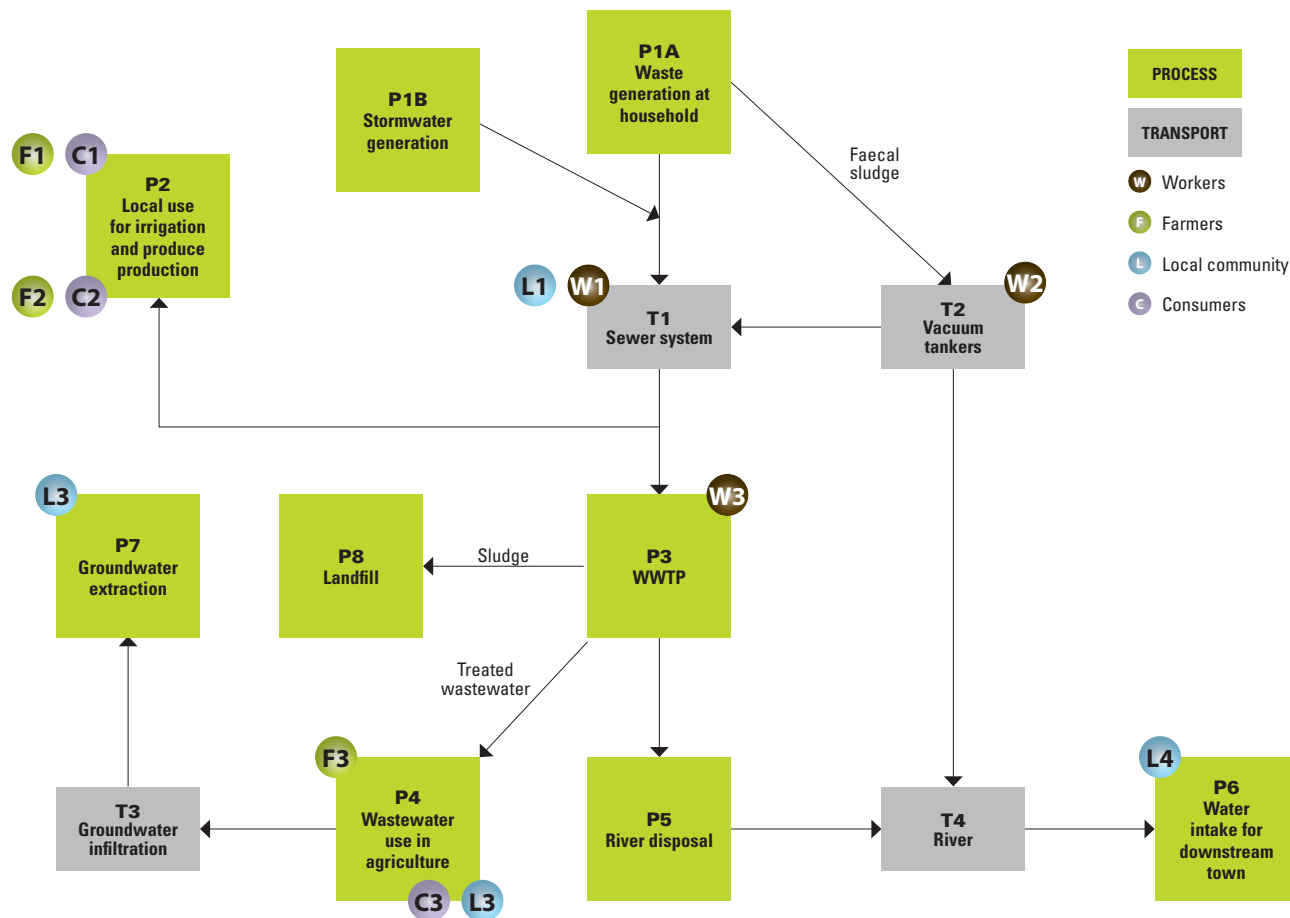 P1A
Waste
generation at
household
P1B
Stormwater
generation
PROCESS
TRANSPORT
W Workers
F Farmers
L Local community
C Consumers
Faecal
sludge
F1
C1
P2
Local use
for irrigation
and produce
production
F2
C2
L1
W1
T1
Sewer system
W2
T2
Vacuum
tankers
L3
P7
Groundwater
extraction
P8
Landfill
Sludge
W3
P3
WWTP
Treated
wastewater
F3
P4
Wastewater
use in
agriculture
C3
L3
T3
Groundwater
infiltration
P5
River disposal
T4
River
L4
P6
Water
intake for
downstream
town